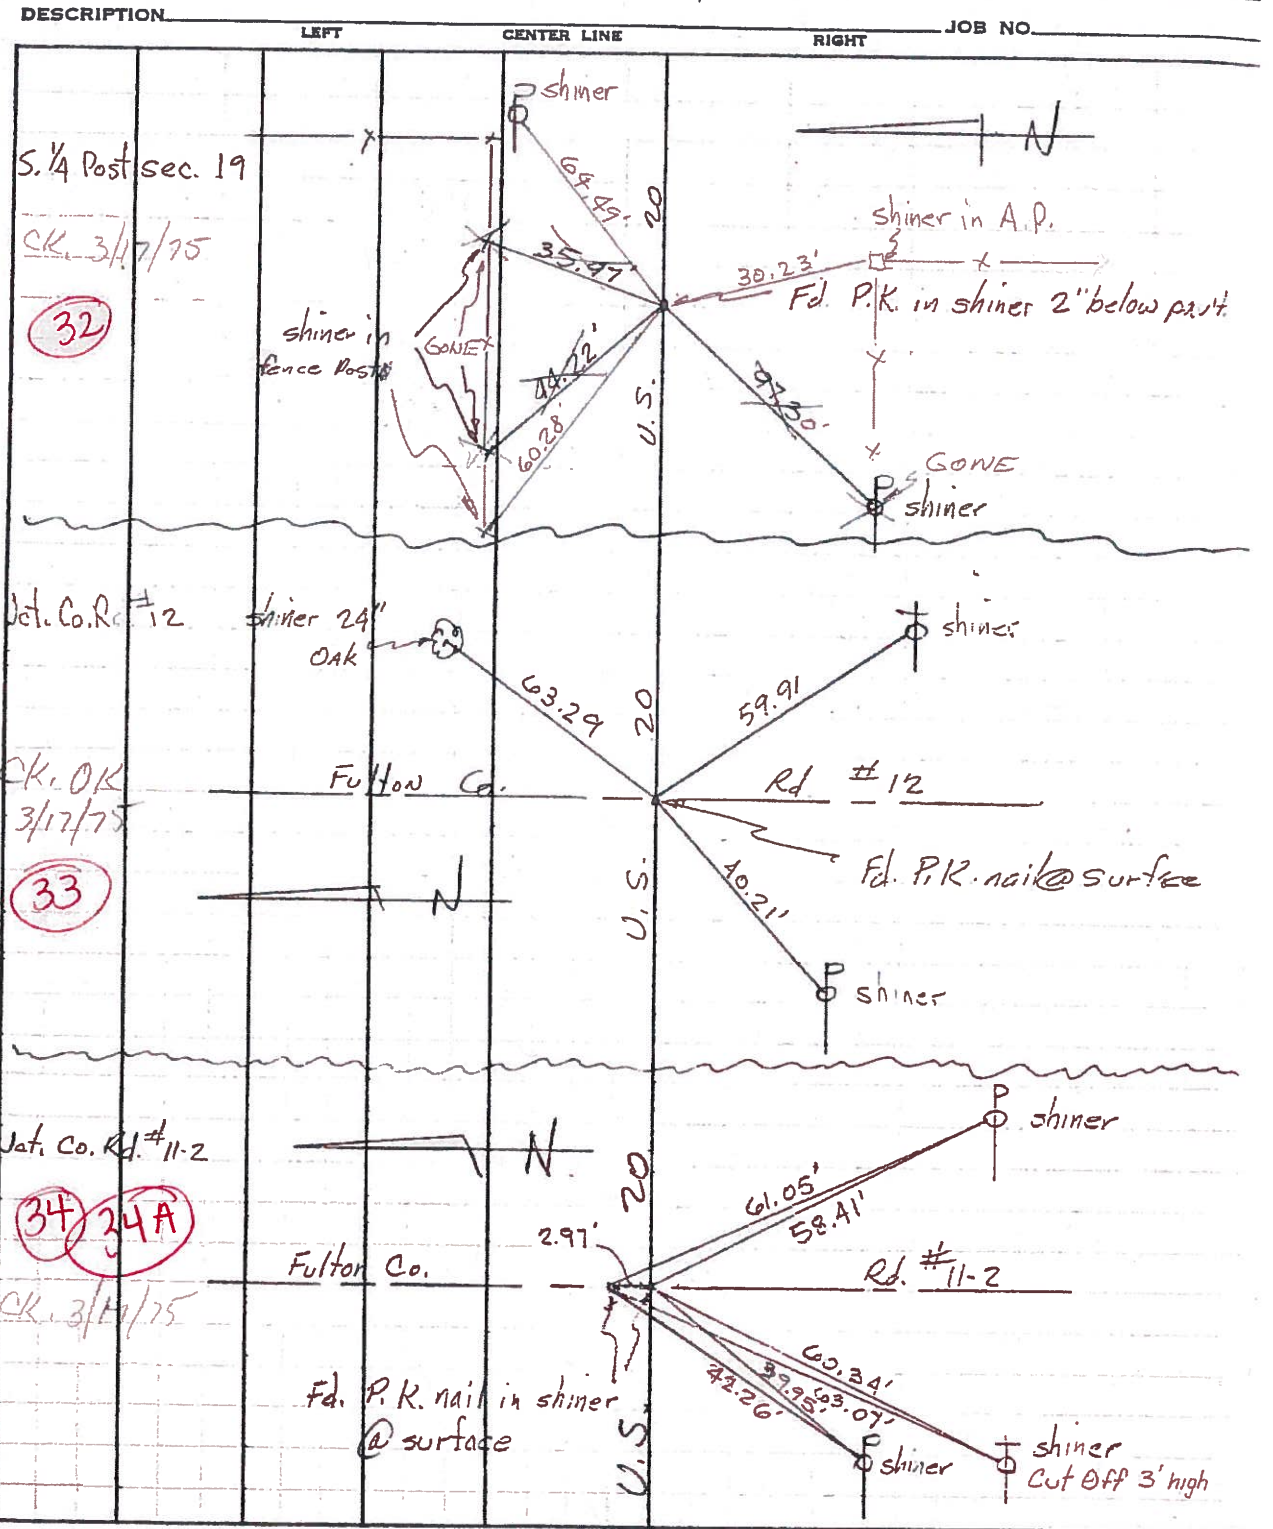 DESCRIPTION
LEFT
CENTER LINE
RIGHT
JOB NO.
P shiner
N
S. 1/4 Post sec. 19
CK. 3/17/75
32
64.49'
20
35.97'
shiner in A.P.
30.23'
Fd. P.K. in shiner 2" below pav't.
shiner in
fence Posts
GONE
44.22'
60.28'
U.S.
97.30'
GONE
P
shiner
Jct. Co. Rd #12
shiner 24"
OAK
shiner
63.29
20
59.91
CK. OK
3/17/75
Fulton Co.
Rd #12
33
N
U.S.
Fd. P.K. nail @ surface
40.21'
P
shiner
P
shiner
Jct. Co. Rd. #11-2
N
20
61.05'
58.41'
34
34A
2.97'
Fulton Co.
Rd. #11-2
CK. 3/17/75
60.34'
63.07'
39.95'
42.26'
Fd. P.K. nail in shiner
@ surface
U.S.
P
shiner
shiner
Cut Off 3' high